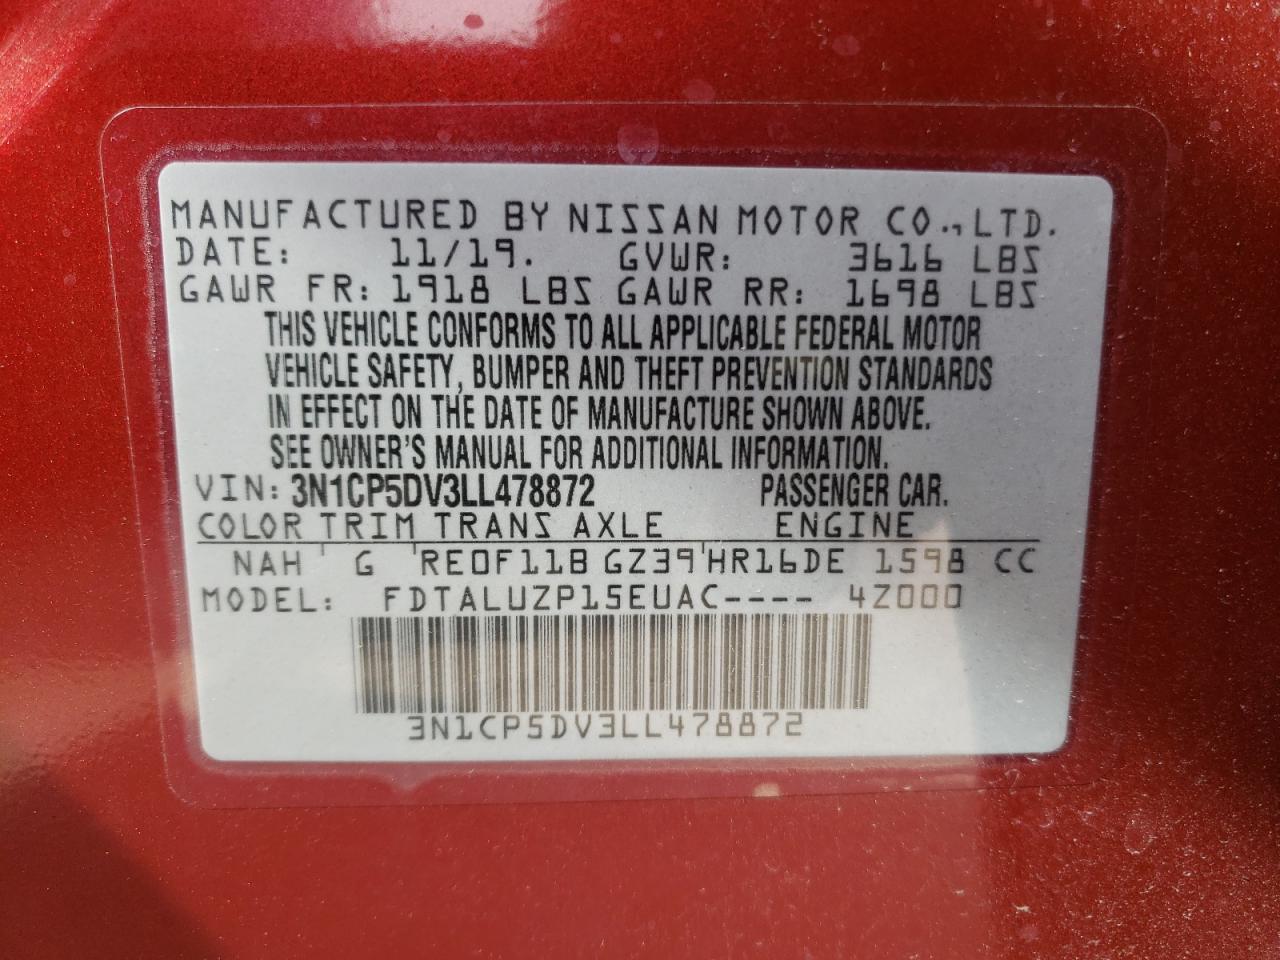 MANUFACTURED BY NISSAN MOTOR CO., LTD.
DATE: 11/19. GVWR: 3616 LBS
GAWR FR: 1918 LBS GAWR RR: 1698 LBS
THIS VEHICLE CONFORMS TO ALL APPLICABLE FEDERAL MOTOR
VEHICLE SAFETY, BUMPER AND THEFT PREVENTION STANDARDS
IN EFFECT ON THE DATE OF MANUFACTURE SHOWN ABOVE.
SEE OWNER'S MANUAL FOR ADDITIONAL INFORMATION.
VIN: 3N1CP5DV3LL478872 PASSENGER CAR.
COLOR TRIM TRANS AXLE ENGINE
NAH ' G 'RE0F11B GZ39'HR16DE 1598 CC
MODEL: FDTALUZP15EUAC---- 4Z000
3N1CP5DV3LL478872